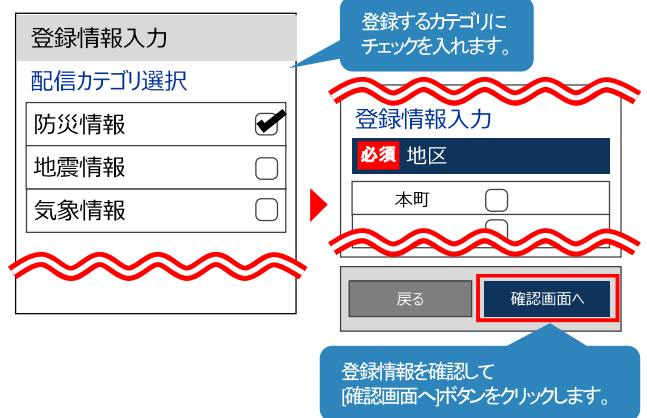 登録するカテゴリに
チェックを入れます。
登録情報入力
配信カテゴリ選択
防災情報
地震情報
気象情報
登録情報入力
必須 地区
本町
戻る
確認画面へ
登録情報を確認して
[確認画面へ]ボタンをクリックします。